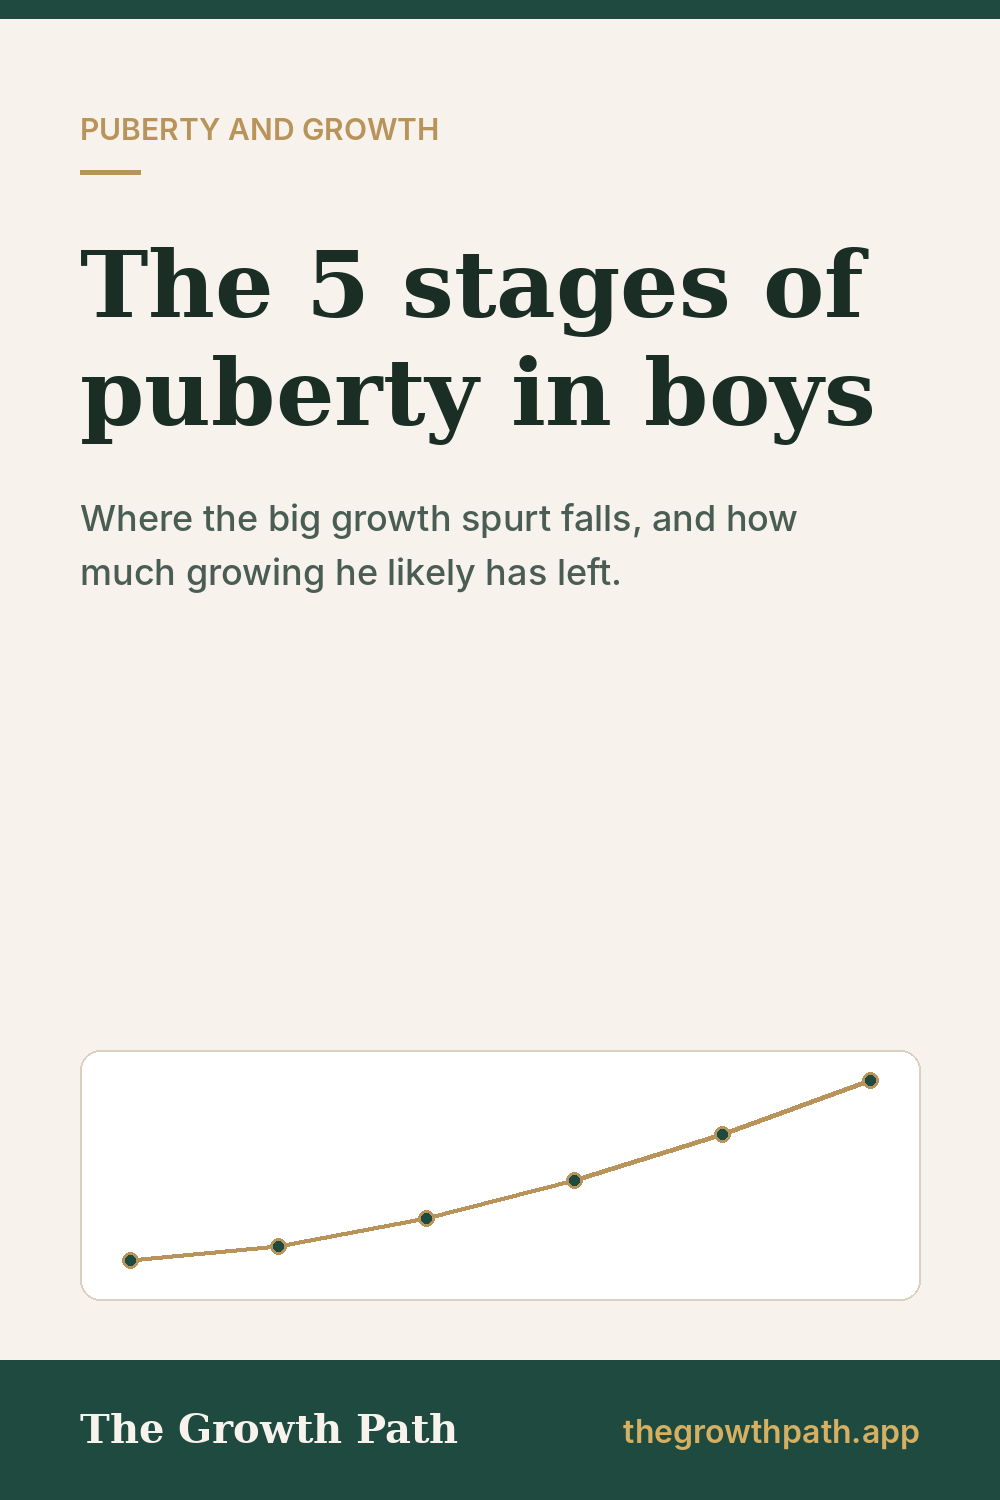 PUBERTY AND GROWTH
The 5 stages of
puberty in boys
Where the big growth spurt falls, and how
much growing he likely has left.
The Growth Path
thegrowthpath.app